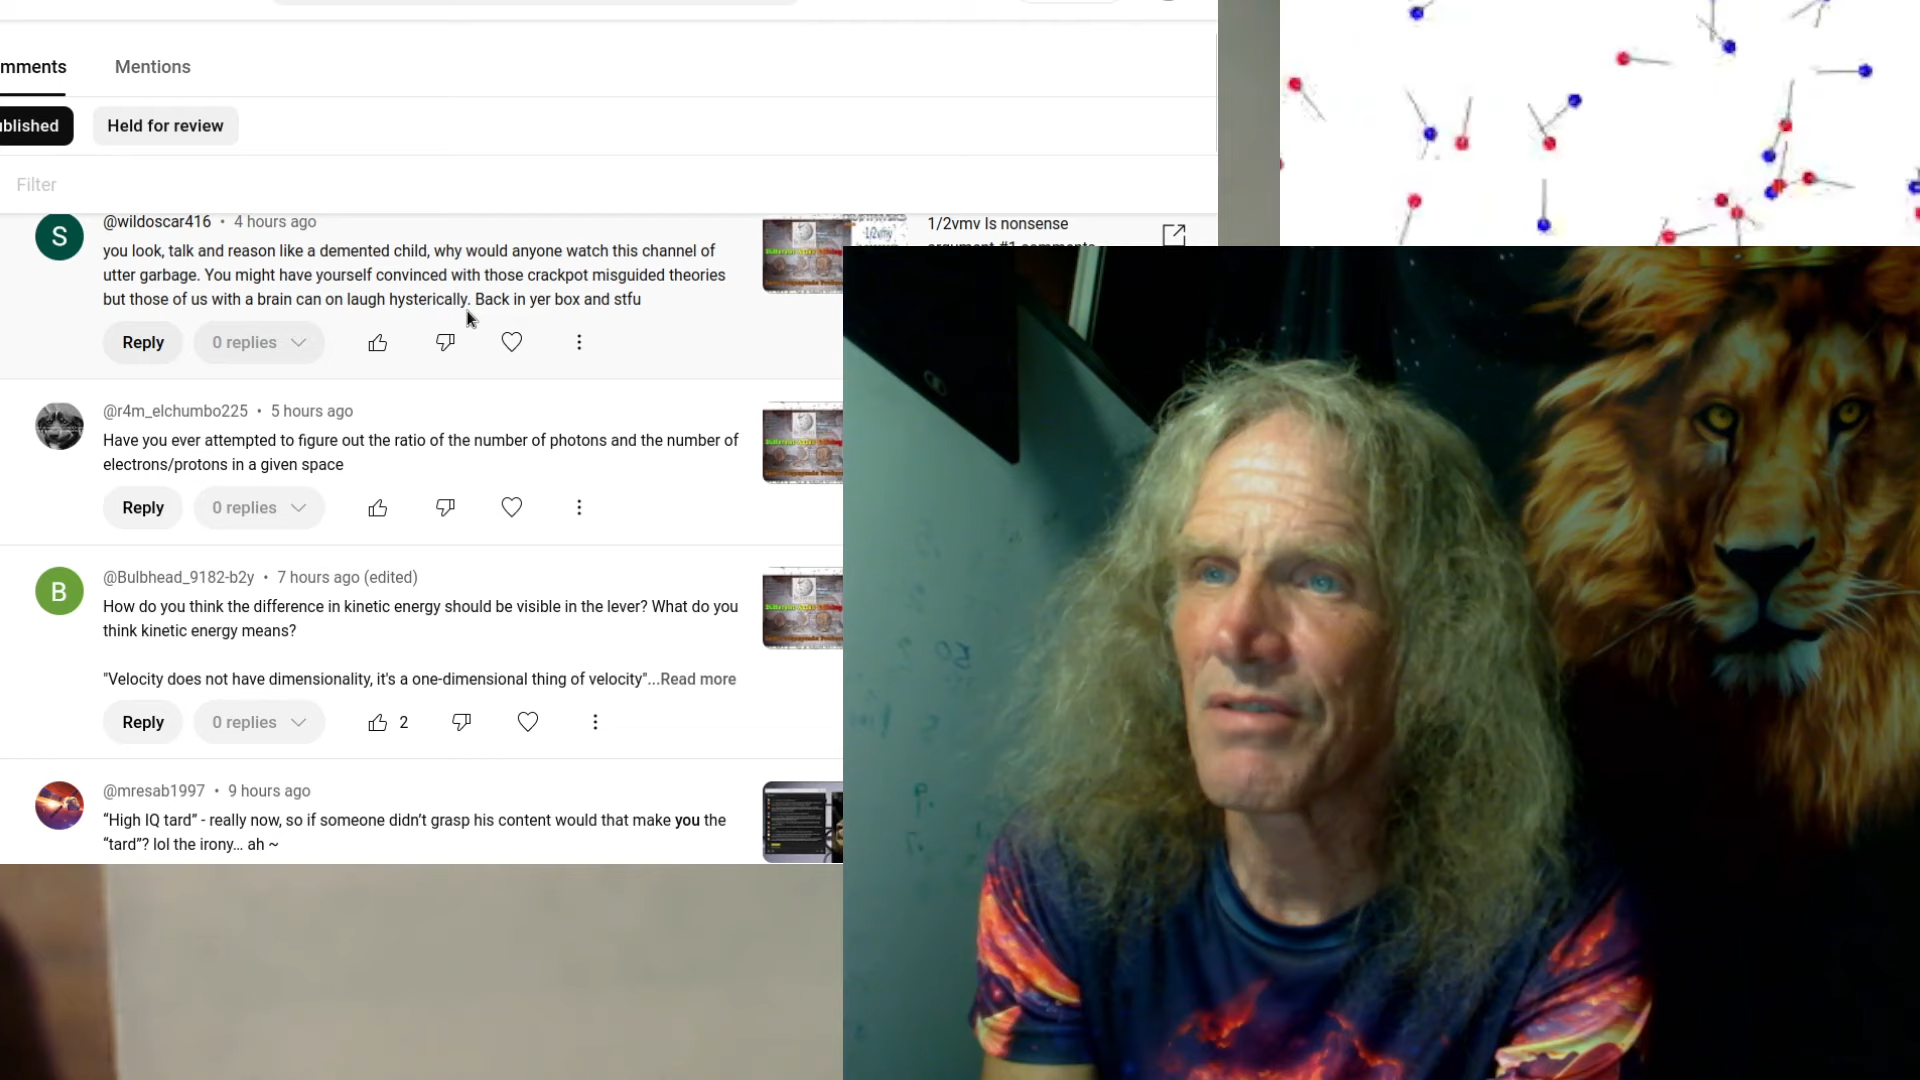 mments Mentions
ublished Held for review
Filter
S @wildoscar416 • 4 hours ago
you look, talk and reason like a demented child, why would anyone watch this channel of
utter garbage. You might have yourself convinced with those crackpot misguided theories
but those of us with a brain can on laugh hysterically. Back in yer box and stfu
1/2vmv Is nonsense
argument #1 comments
Reply 0 replies
@r4m_elchumbo225 • 5 hours ago
Have you ever attempted to figure out the ratio of the number of photons and the number of
electrons/protons in a given space
Reply 0 replies
B @Bulbhead_9182-b2y • 7 hours ago (edited)
How do you think the difference in kinetic energy should be visible in the lever? What do you
think kinetic energy means?
"Velocity does not have dimensionality, it's a one-dimensional thing of velocity"...Read more
Reply 0 replies 2
@mresab1997 • 9 hours ago
“High IQ tard” - really now, so if someone didn’t grasp his content would that make you the
“tard”? lol the irony… ah ~